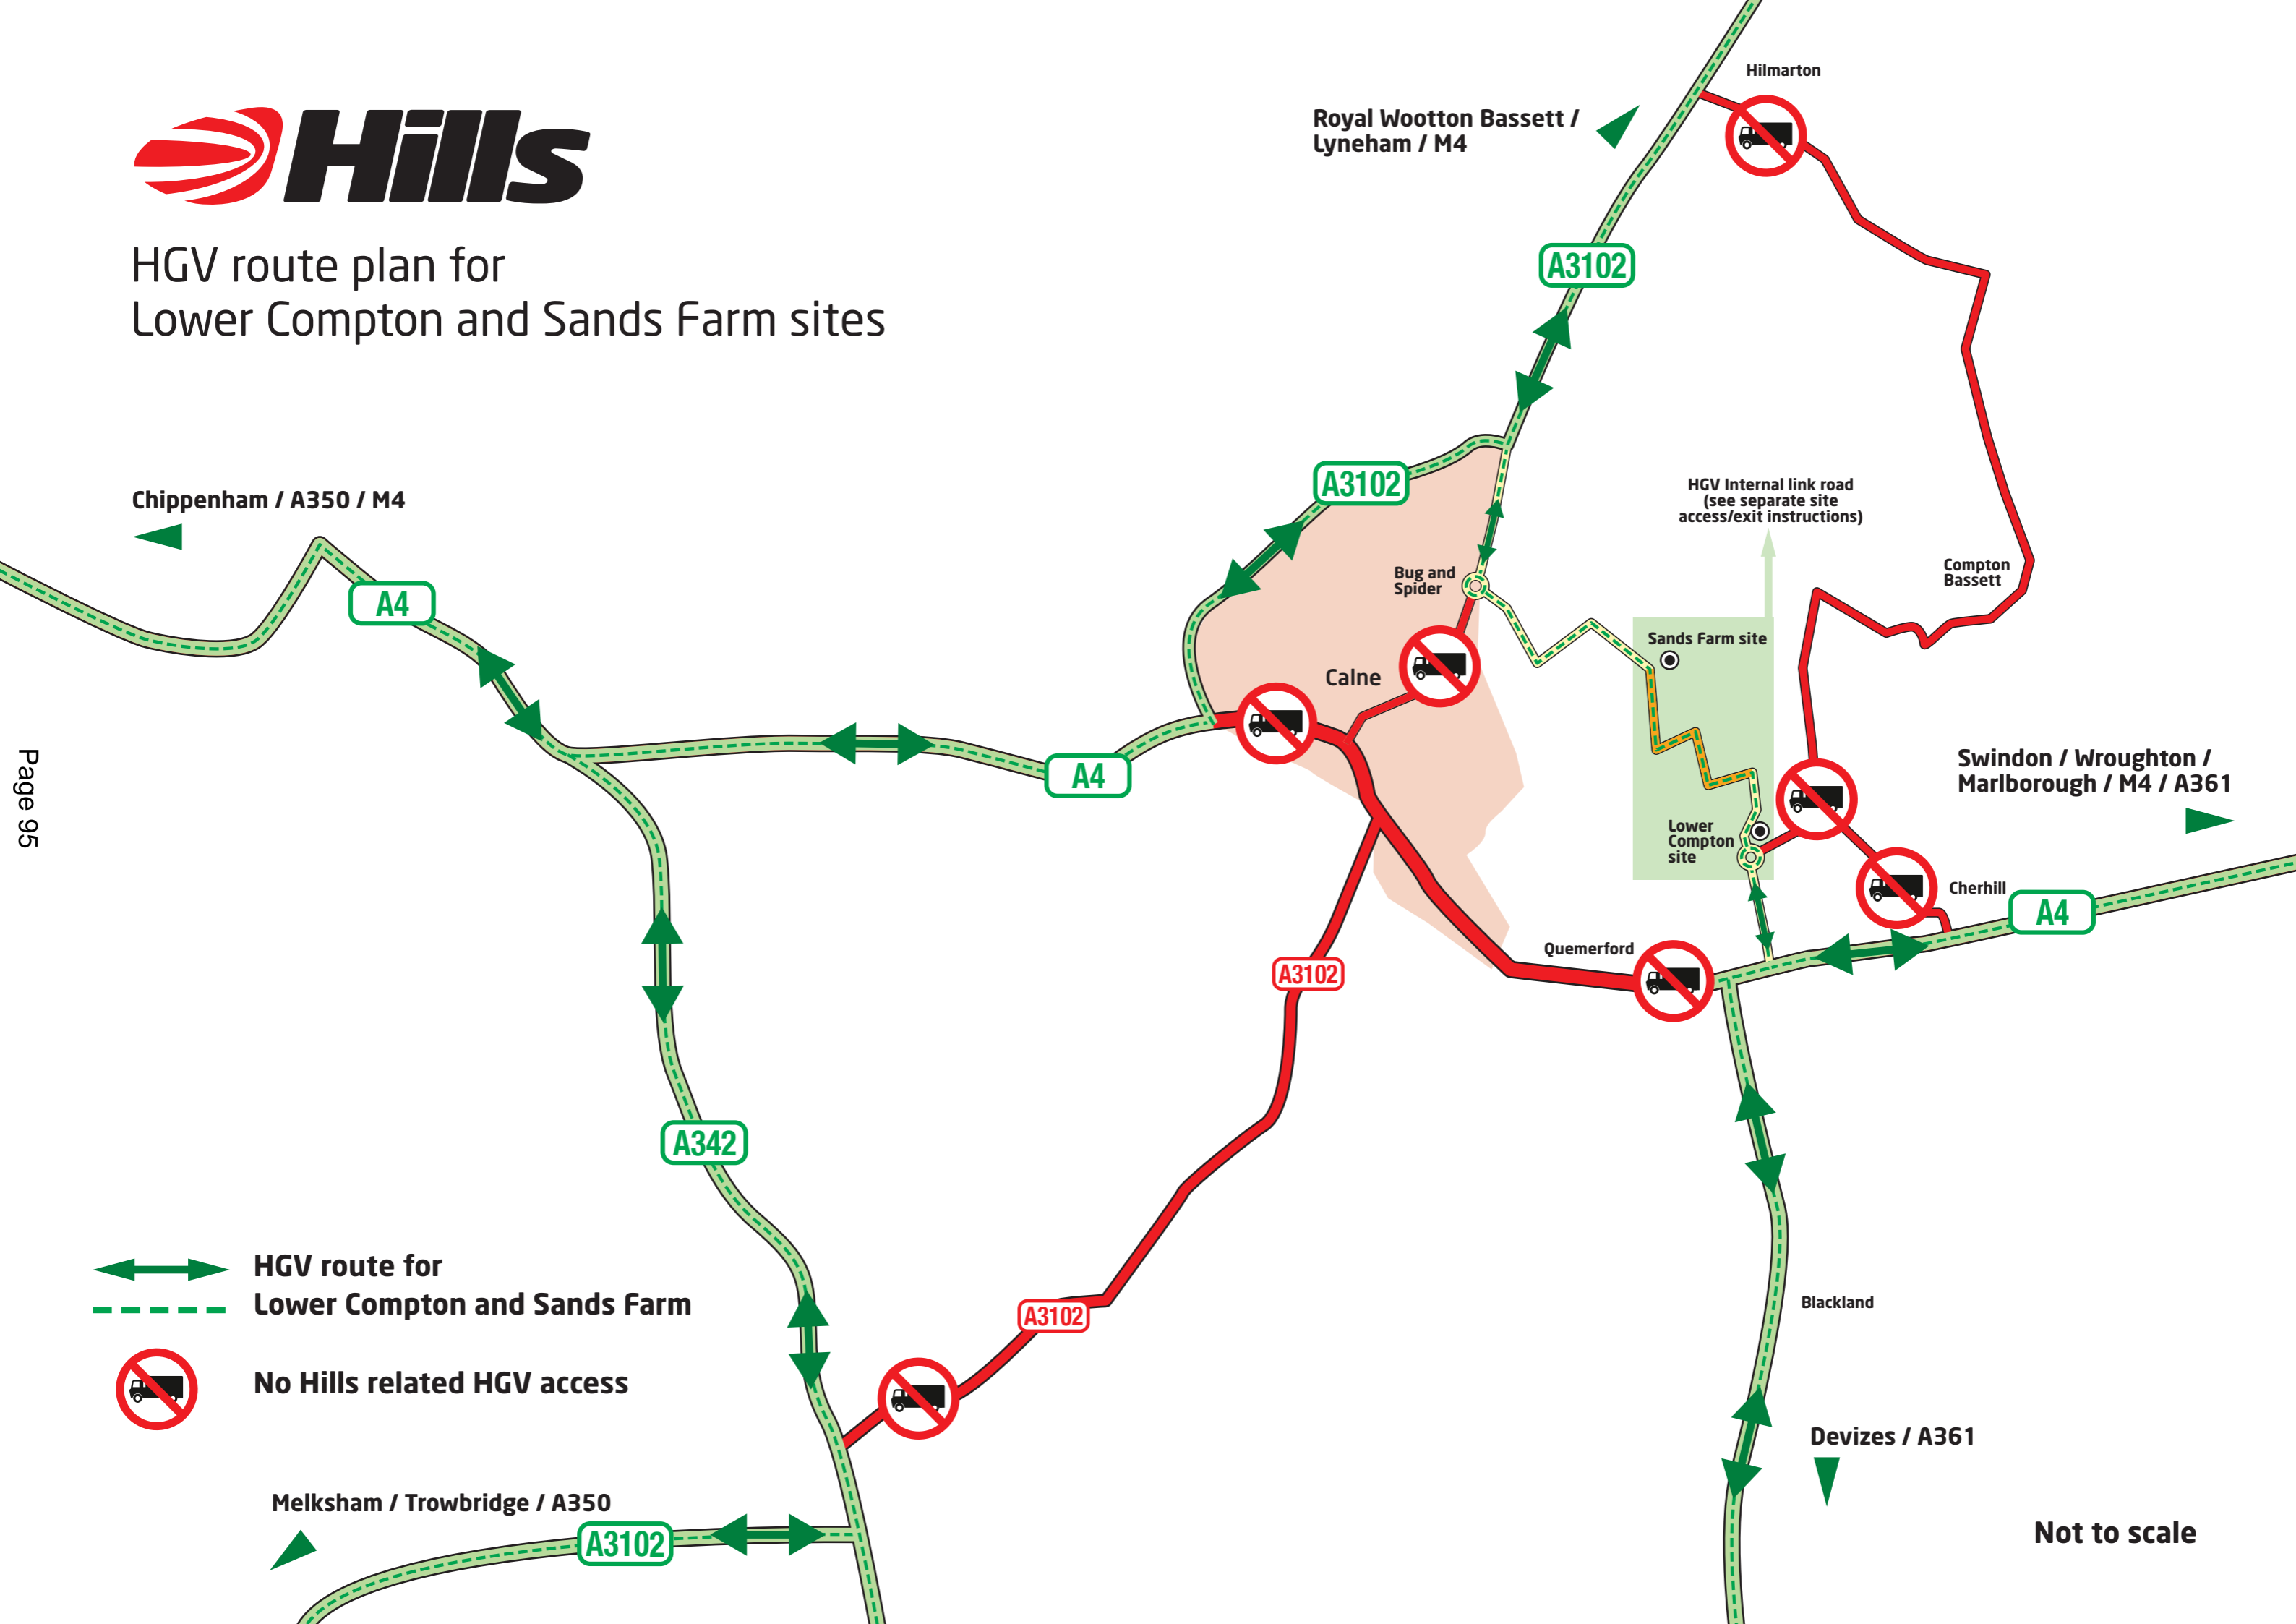 Hills
HGV route plan for
Lower Compton and Sands Farm sites
Hilmarton
Royal Wootton Bassett /
Lyneham / M4
A3102
A3102
Chippenham / A350 / M4
A4
HGV Internal link road
(see separate site
access/exit instructions)
Bug and
Spider
Compton
Bassett
Sands Farm site
Calne
Page 95
A4
Swindon / Wroughton /
Marlborough / M4 / A361
Lower
Compton
site
Cherhill
A4
Quemerford
A3102
A342
HGV route for
Lower Compton and Sands Farm
A3102
Blackland
No Hills related HGV access
Devizes / A361
Melksham / Trowbridge / A350
A3102
Not to scale